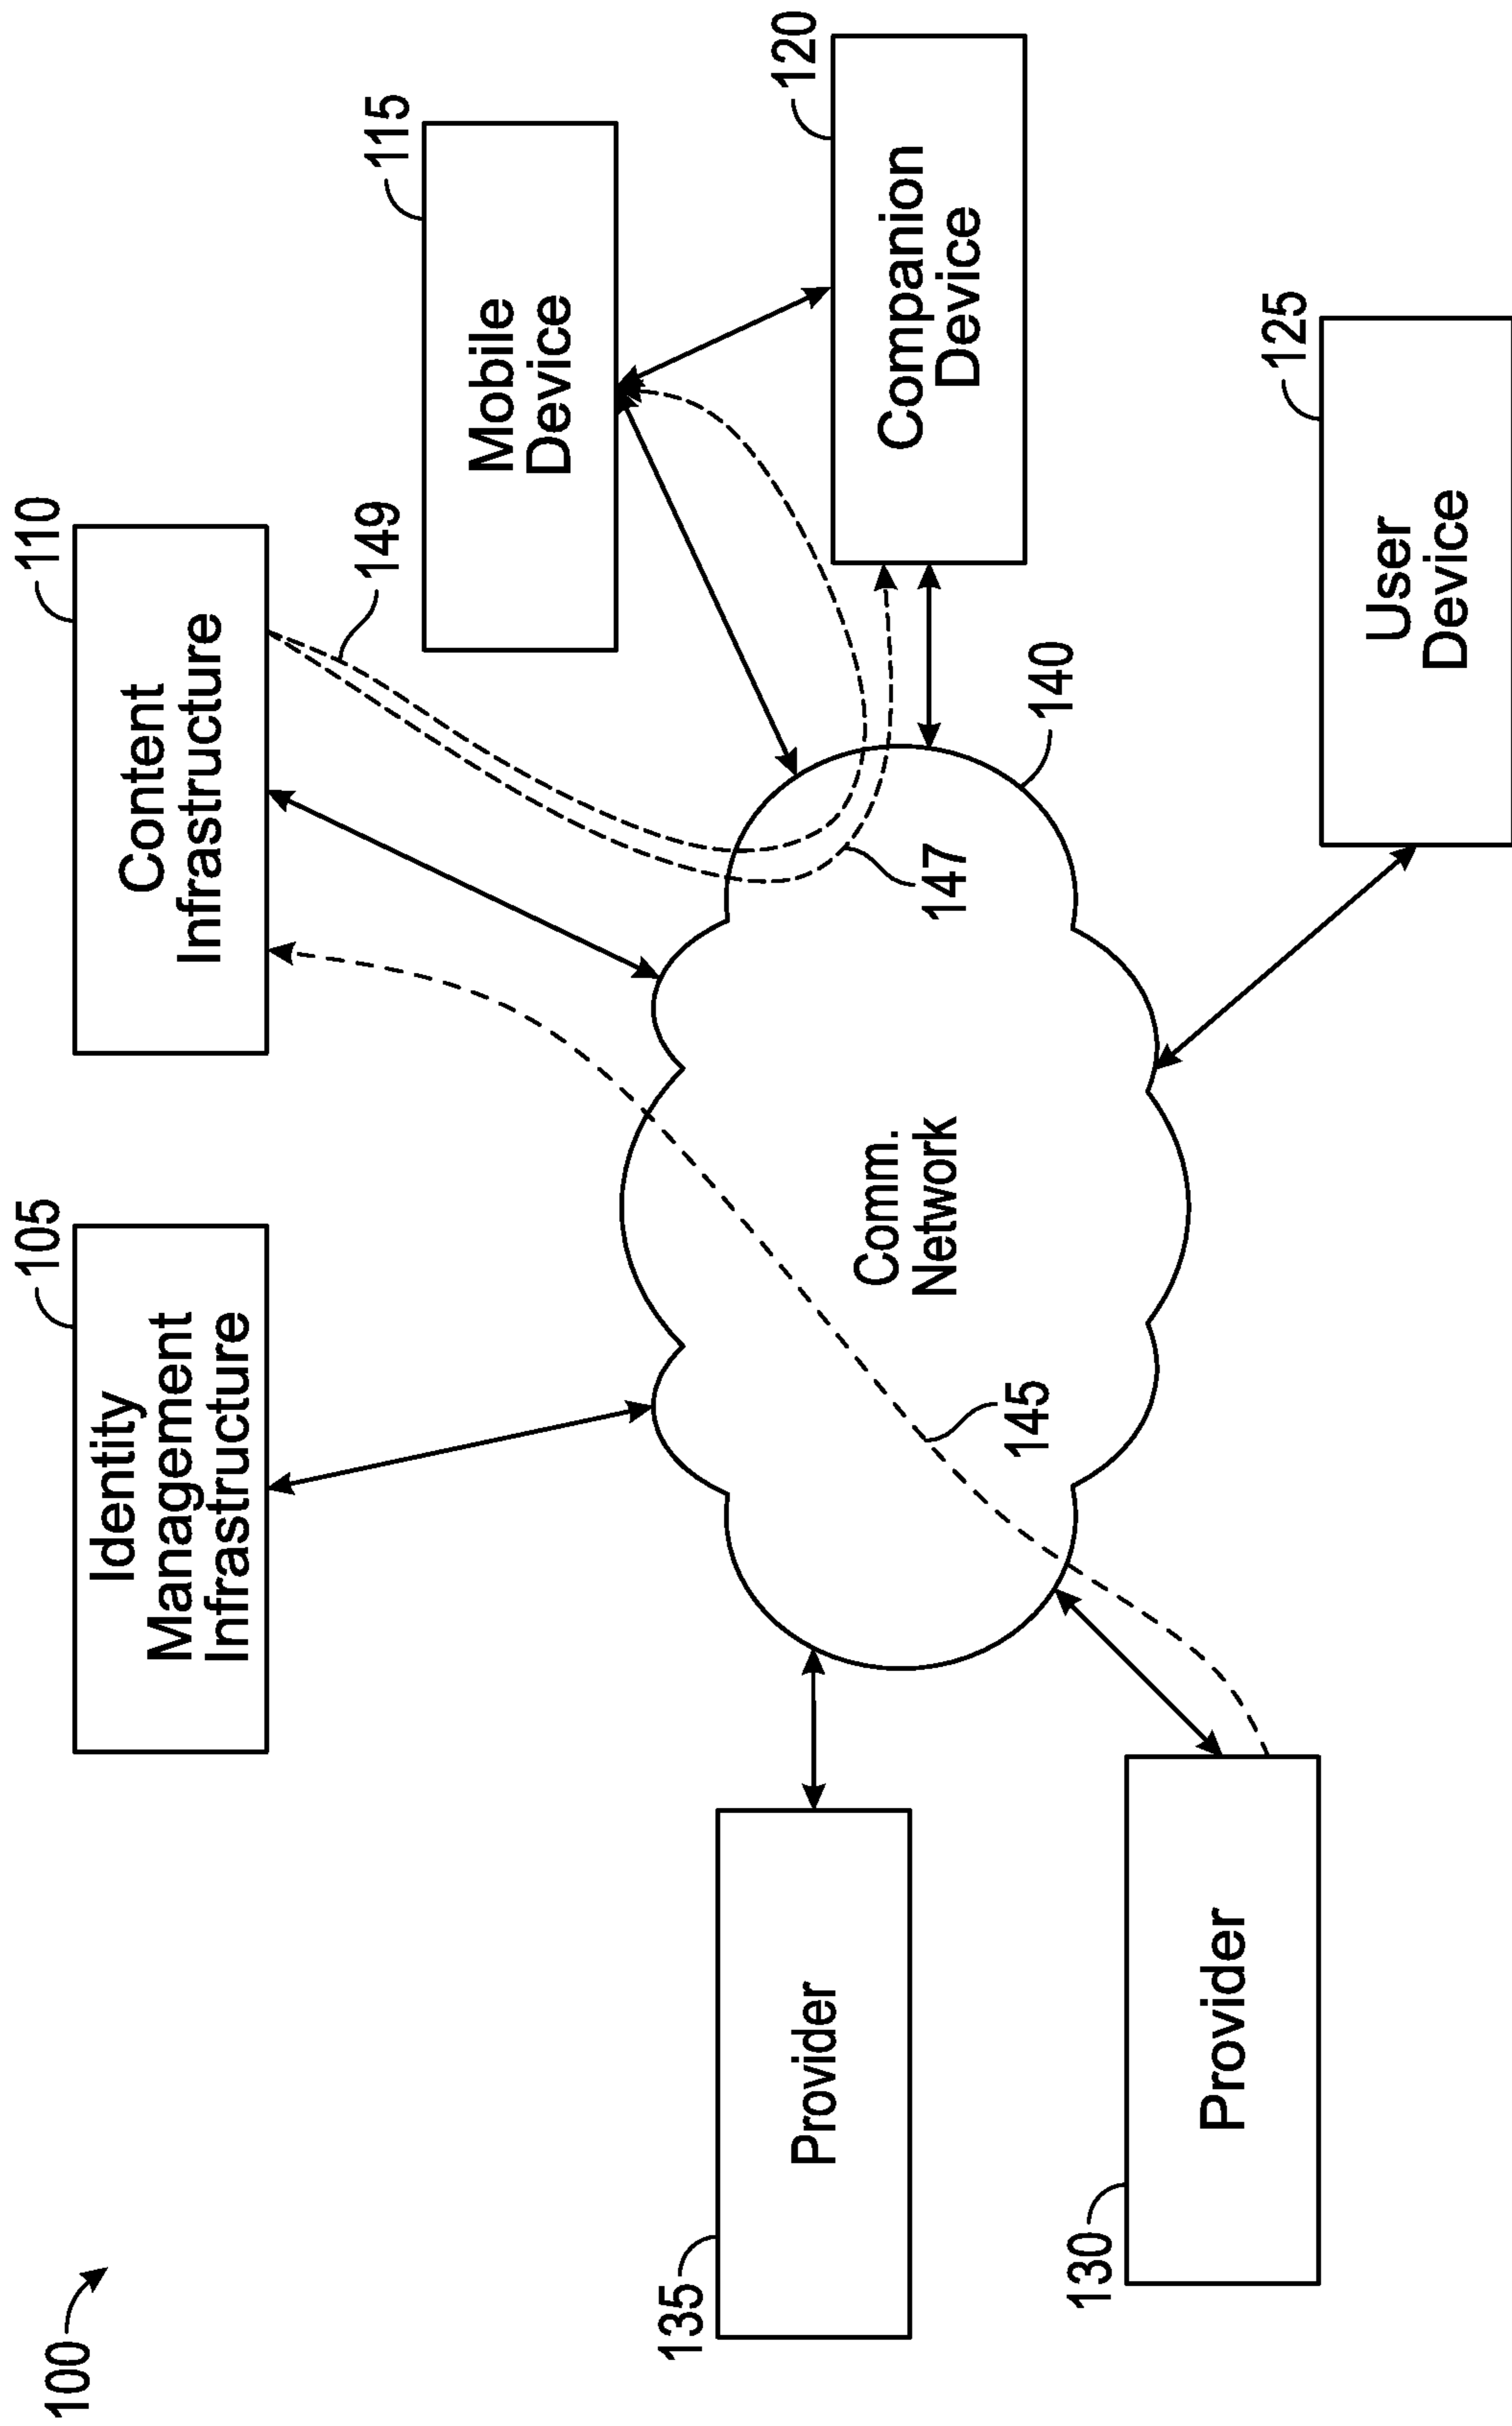 100
105
Identity
Management
Infrastructure
110
Content
Infrastructure
149
115
Mobile
Device
120
Companion
Device
135
Provider
Comm.
Network
147
140
145
130
Provider
125
User
Device